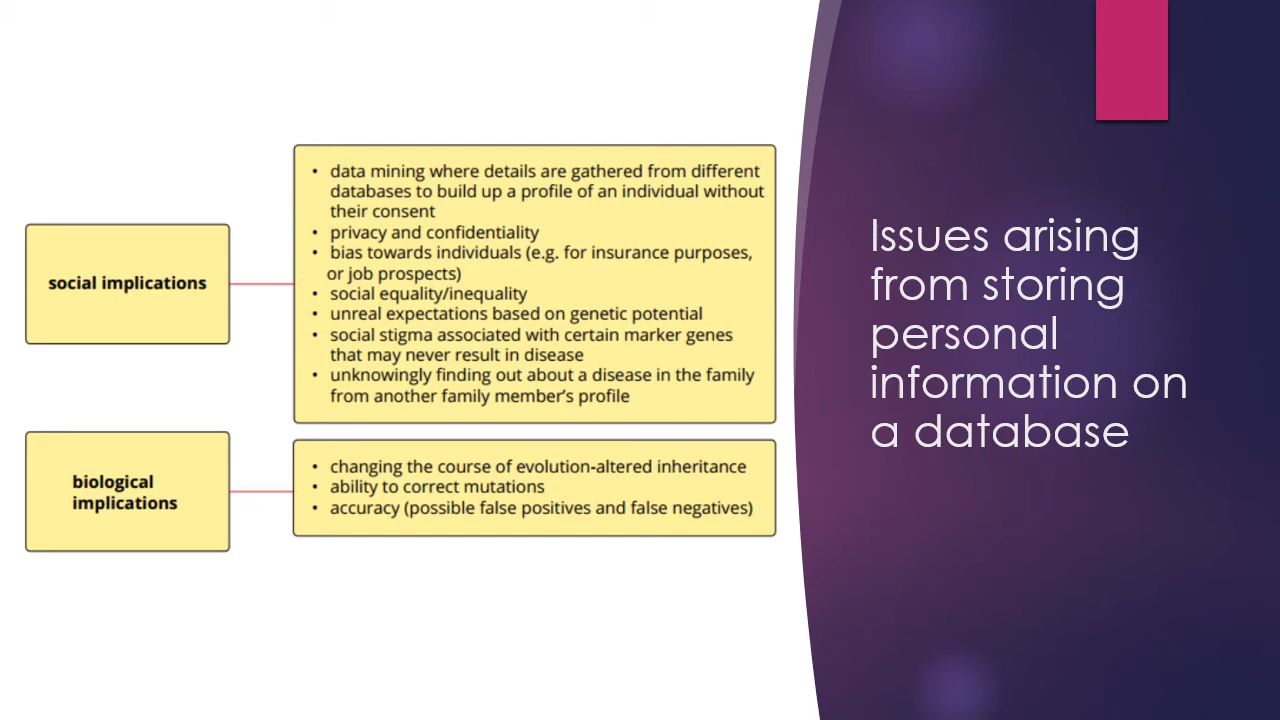 social implications
• data mining where details are gathered from different
databases to build up a profile of an individual without
their consent
• privacy and confidentiality
• bias towards individuals (e.g. for insurance purposes,
or job prospects)
• social equality/inequality
• unreal expectations based on genetic potential
• social stigma associated with certain marker genes
that may never result in disease
• unknowingly finding out about a disease in the family
from another family member's profile
biological
implications
• changing the course of evolution-altered inheritance
• ability to correct mutations
• accuracy (possible false positives and false negatives)
Issues arising
from storing
personal
information on
a database